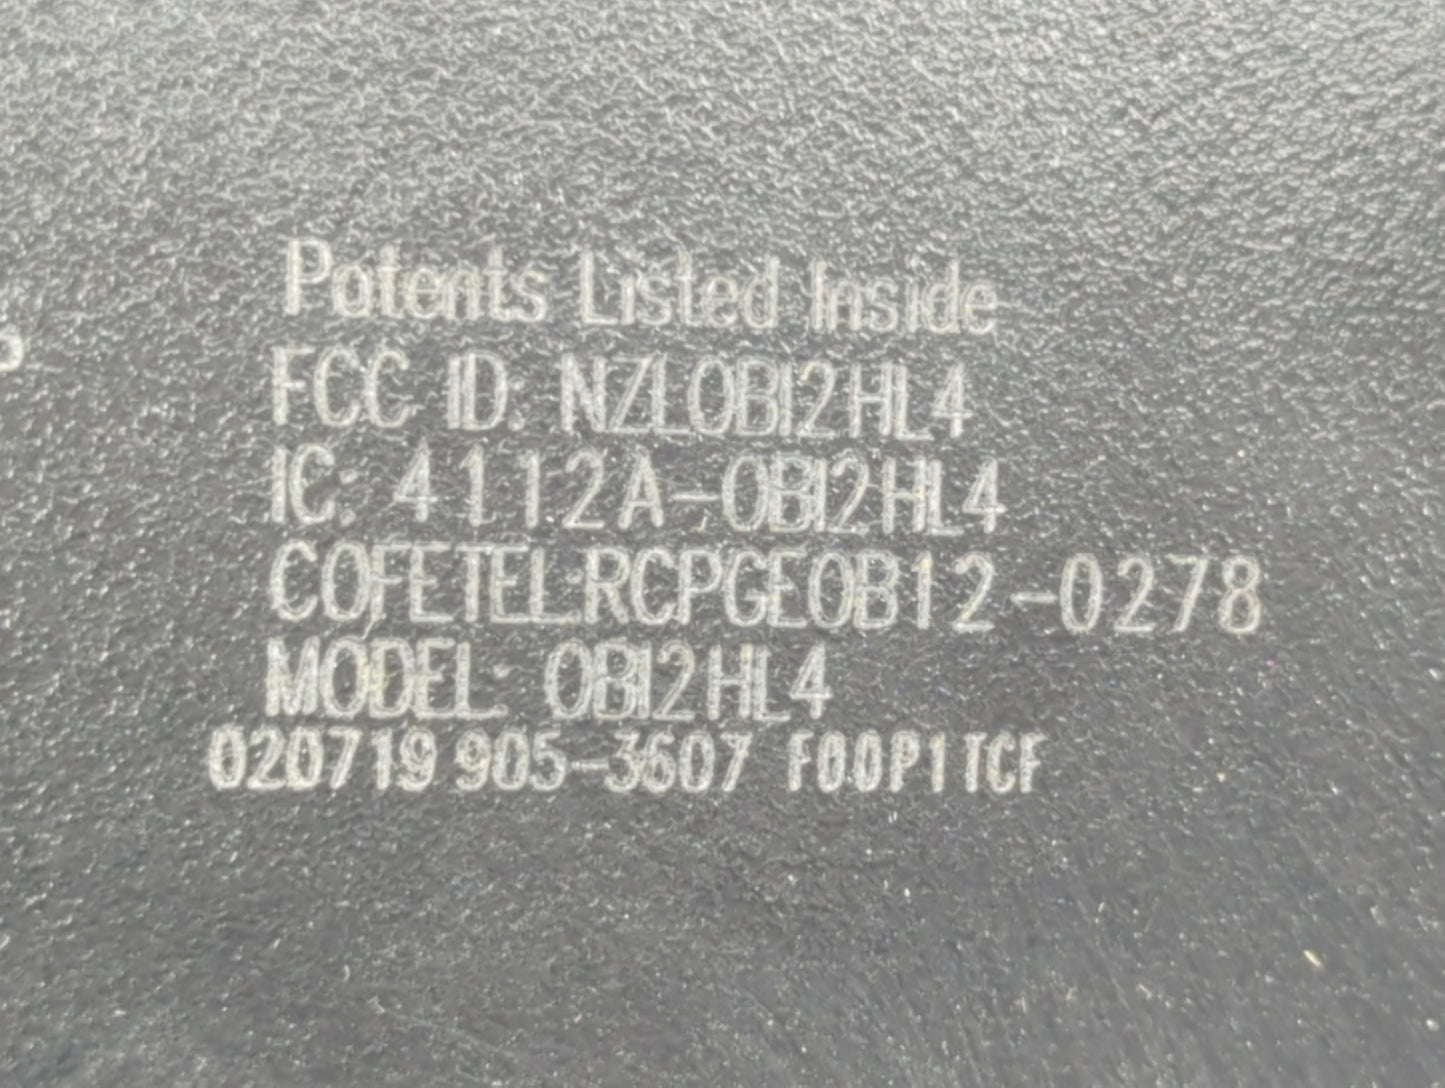 Patents Listed Inside
FCC ID: NZLOBI2HL4
IC: 4112A-OBI2HL4
COFETEL:RCPGEOB12-0278
MODEL: OBI2HL4
020719 905-3607 F00P1TCF